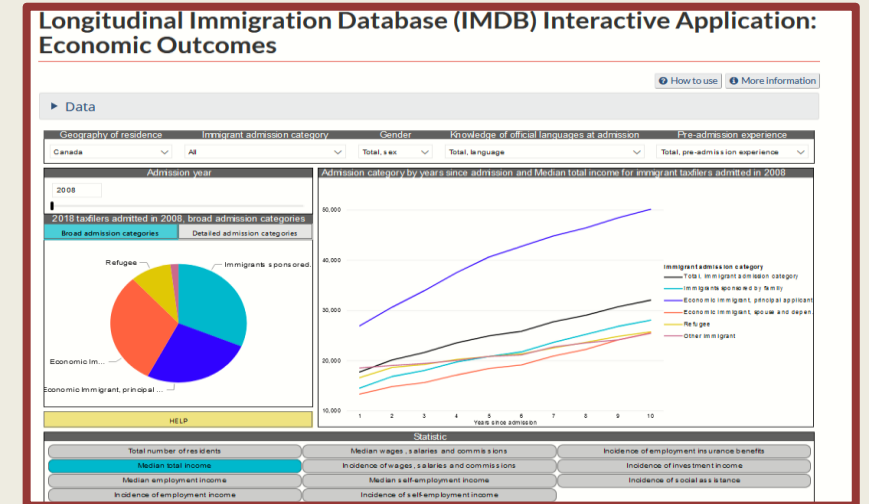 Longitudinal Immigration Database (IMDB) Interactive Application:
Economic Outcomes
How to use
More information
Data
Geography of residence
Immigrant admission category
Gender
Knowledge of official languages at admission
Pre-admission experience
Canada
All
Total, sex
Total, language
Total, pre-admission experience
Admission year
2008
2018 taxfilers admitted in 2008, broad admission categories
Broad admission categories
Detailed admission categories
Refugee
Immigrants sponsored...
Economic Im...
Economic Immigrant, principal ...
HELP
Admission category by years since admission and Median total income for immigrant taxfilers admitted in 2008
60,000
40,000
30,000
20,000
10,000
1 2 3 4 5 6 7 8 9 10
Years since admission
Immigrant admission category
Total, immigrant admission category
Immigrants sponsored by family
Economic Immigrant, principal applicant
Economic Immigrant, spouse and depen...
Refugee
Other immigrant
Statistic
Total number of residents
Median wages, salaries and commissions
Incidence of employment insurance benefits
Median total income
Incidence of wages, salaries and commissions
Incidence of investment income
Median employment income
Median self-employment income
Incidence of social assistance
Incidence of employment income
Incidence of self-employment income